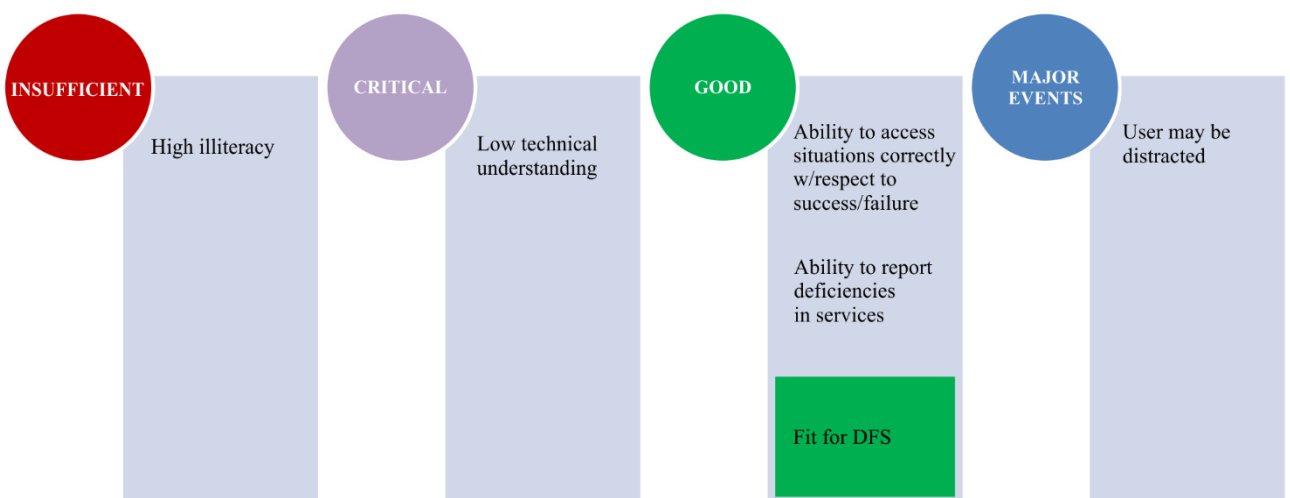 INSUFFICIENT
High illiteracy
CRITICAL
Low technical
understanding
GOOD
Ability to access
situations correctly
w/respect to
success/failure
Ability to report
deficiencies
in services
Fit for DFS
MAJOR
EVENTS
User may be
distracted